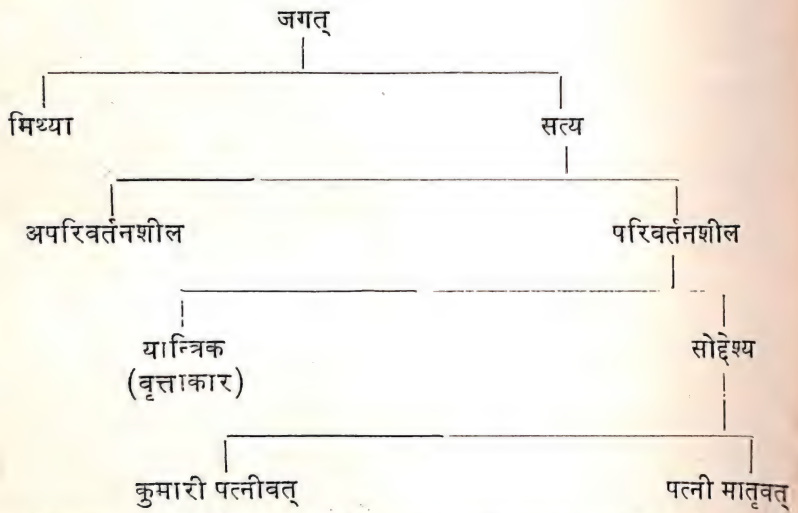 जगत्
मिथ्या सत्य
अपरिवर्तनशील परिवर्तनशील
यान्त्रिक सोद्देश्य
(वृत्ताकार)
कुमारी पत्नीवत् पत्नी मातृवत्